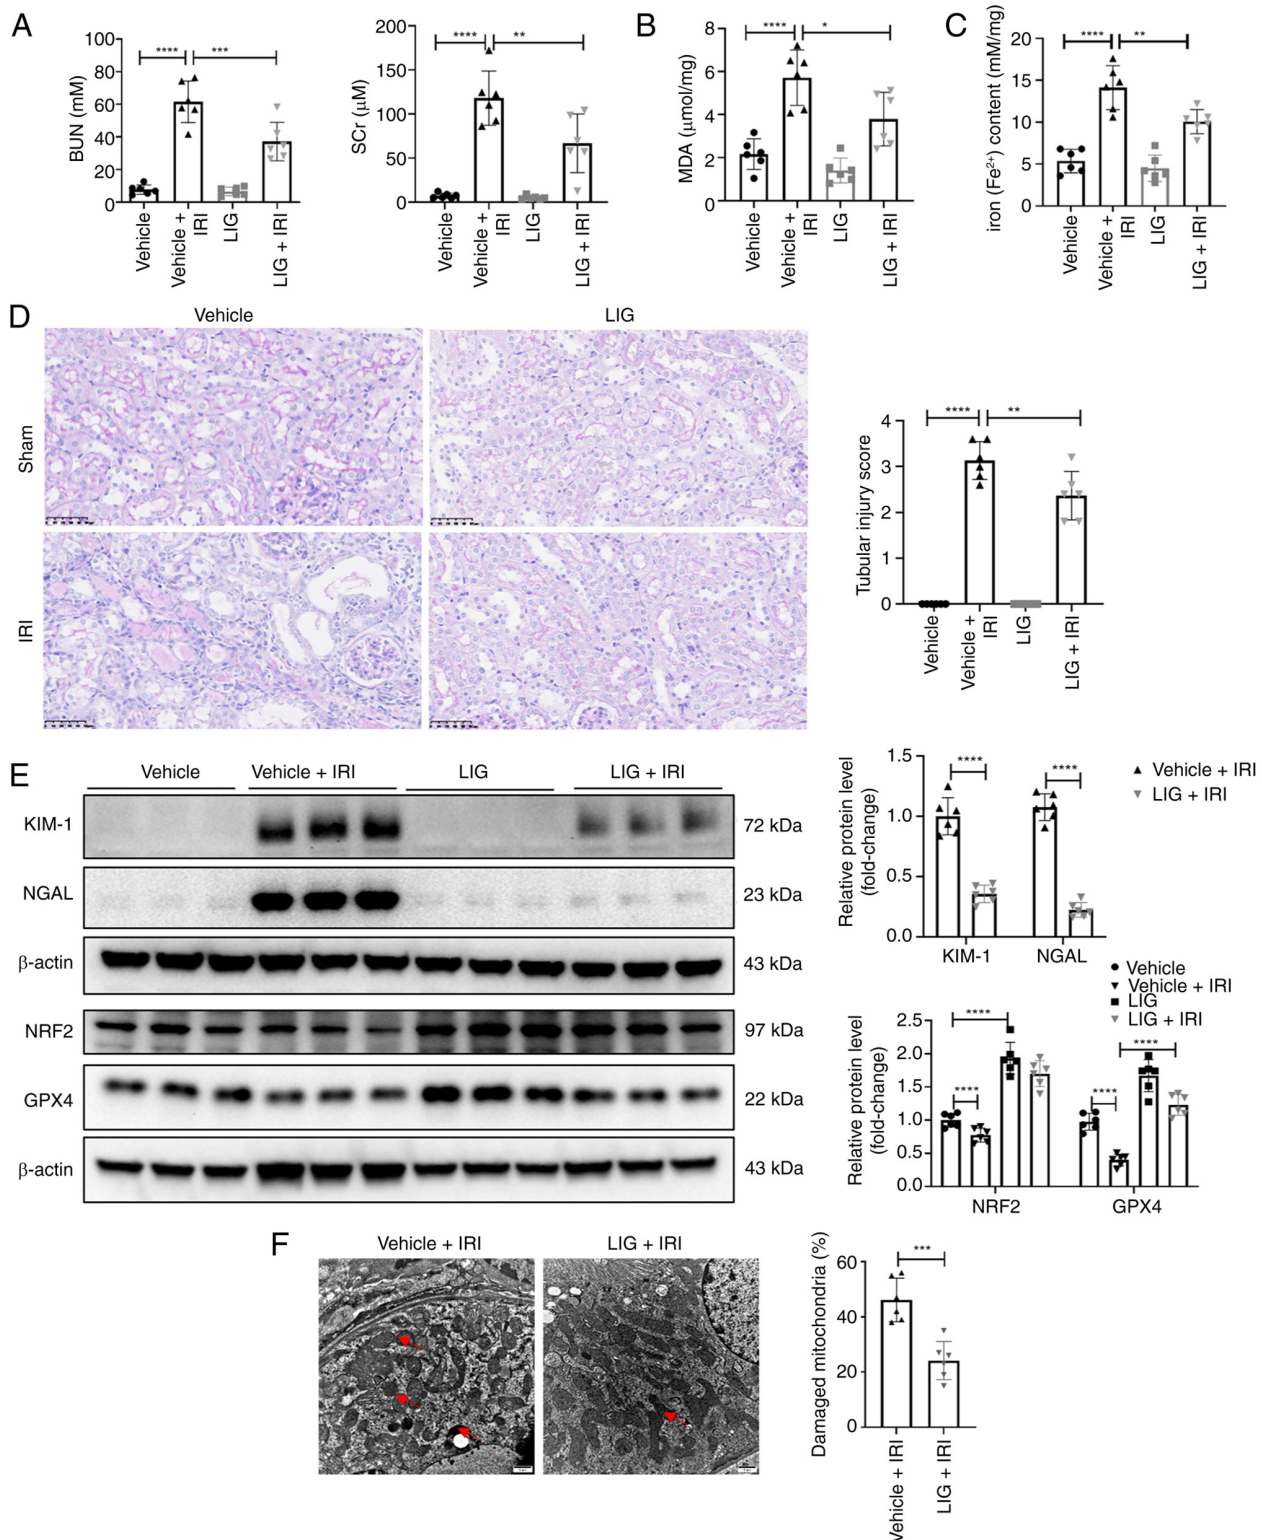 A
BUN (mM)
100
80
60
40
20
0
****
***
Vehicle
Vehicle + IRI
LIG
LIG + IRI
SCr (μM)
200
150
100
50
0
****
**
Vehicle
Vehicle + IRI
LIG
LIG + IRI
B
MDA (μmol/mg)
8
6
4
2
0
****
*
Vehicle
Vehicle + IRI
LIG
LIG + IRI
C
iron (Fe²⁺) content (mM/mg)
20
15
10
5
0
****
**
Vehicle
Vehicle + IRI
LIG
LIG + IRI
D
Vehicle
LIG
Sham
IRI
Tubular injury score
4
3
2
1
0
****
**
Vehicle
Vehicle + IRI
LIG
LIG + IRI
E
Vehicle
Vehicle + IRI
LIG
LIG + IRI
KIM-1
72 kDa
NGAL
23 kDa
β-actin
43 kDa
NRF2
97 kDa
GPX4
22 kDa
β-actin
43 kDa
Relative protein level
(fold-change)
1.5
1.0
0.5
0.0
****
****
KIM-1
NGAL
Vehicle + IRI
LIG + IRI
Vehicle
Vehicle + IRI
LIG
LIG + IRI
Relative protein level
(fold-change)
2.5
2.0
1.5
1.0
0.5
0.0
****
****
****
****
NRF2
GPX4
F
Vehicle + IRI
LIG + IRI
Damaged mitochondria (%)
60
40
20
0
***
Vehicle + IRI
LIG + IRI